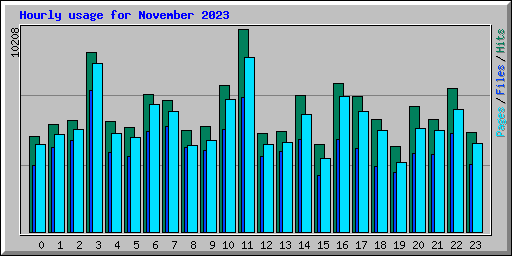 Hourly usage for November 2023
10208
Pages / Files / Hits
0 1 2 3 4 5 6 7 8 9 10 11 12 13 14 15 16 17 18 19 20 21 22 23